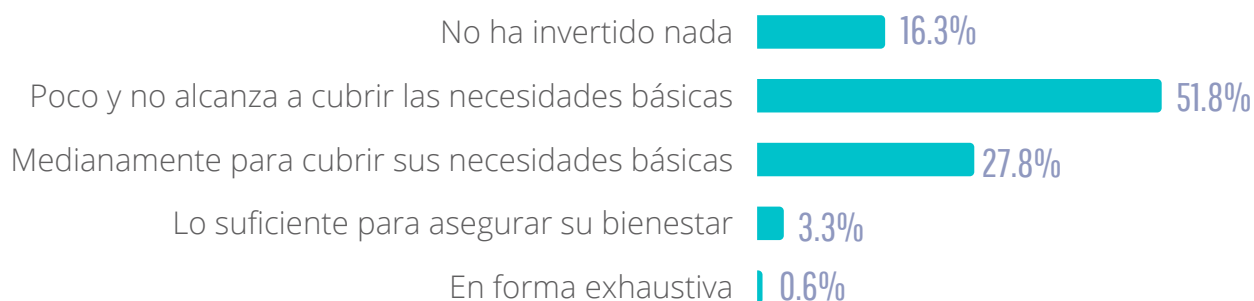 No ha invertido nada 16.3%
Poco y no alcanza a cubrir las necesidades básicas 51.8%
Medianamente para cubrir sus necesidades básicas 27.8%
Lo suficiente para asegurar su bienestar 3.3%
En forma exhaustiva 0.6%